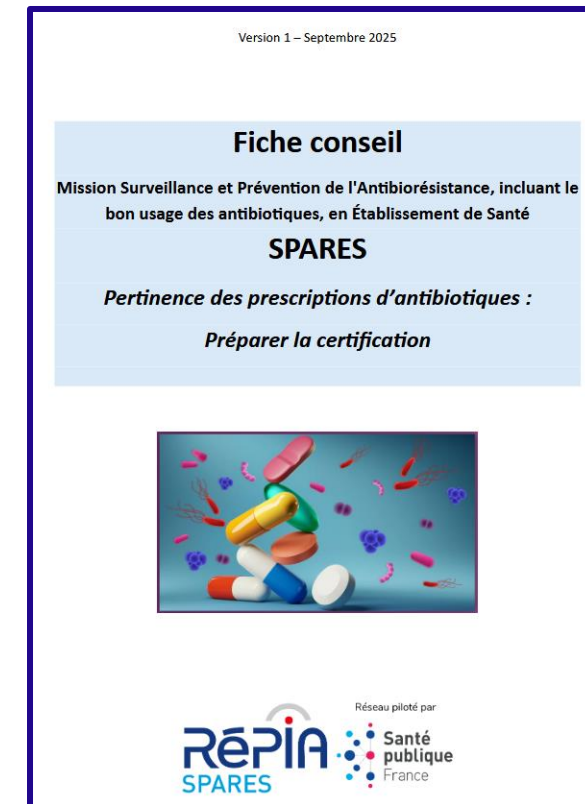 Version 1 – Septembre 2025
Fiche conseil
Mission Surveillance et Prévention de l'Antibiorésistance, incluant le
bon usage des antibiotiques, en Établissement de Santé
SPARES
Pertinence des prescriptions d’antibiotiques :
Préparer la certification
Réseau piloté par
RéPIA
SPARES
Santé
publique
France